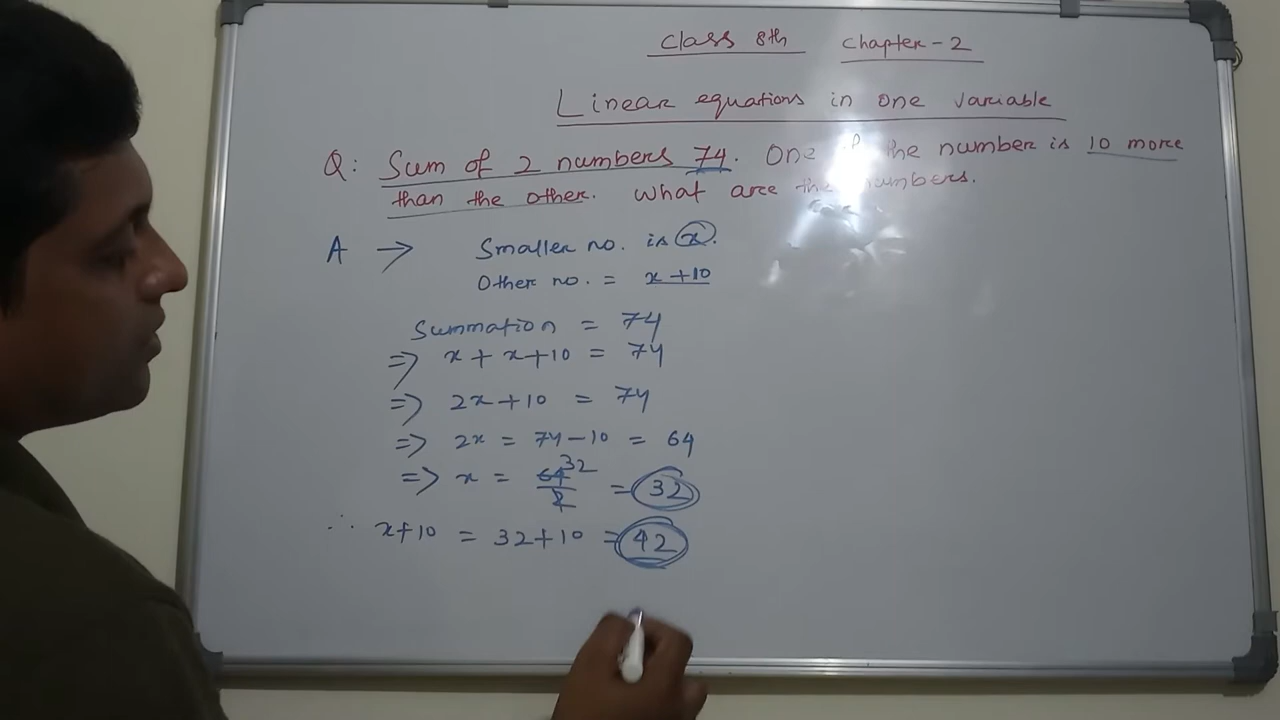 Class 8th Chapter - 2
Linear equations in one variable
Q: Sum of 2 numbers 74. One of the number is 10 more
than the other. What are the numbers.
A → Smaller no. is x.
Other no. = x + 10
Summation = 74
⇒ x + x + 10 = 74
⇒ 2x + 10 = 74
⇒ 2x = 74 - 10 = 64
⇒ x = 64/2 32 = 32
∴ x + 10 = 32 + 10 = 42